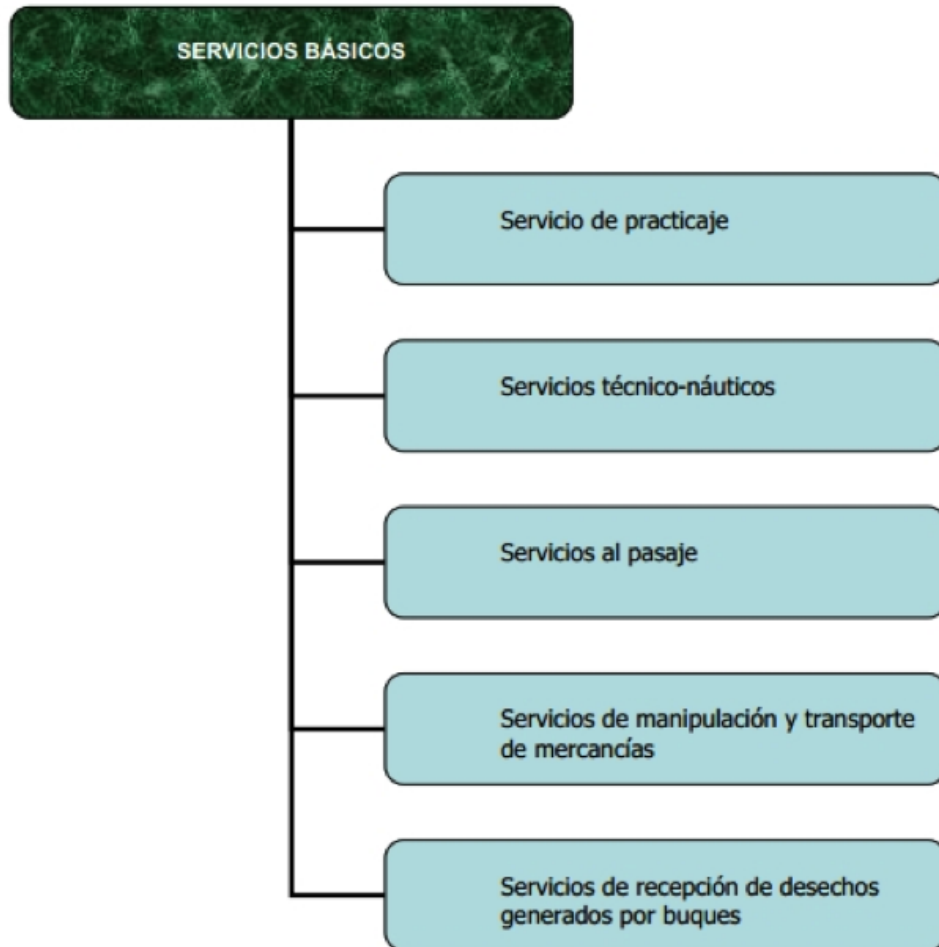 SERVICIOS BÁSICOS
Servicio de practicaje
Servicios técnico-náuticos
Servicios al pasaje
Servicios de manipulación y transporte
de mercancías
Servicios de recepción de desechos
generados por buques